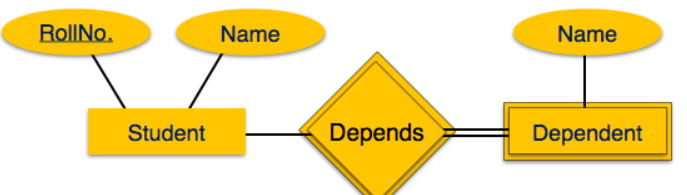 RollNo.
Name
Name
Student
Depends
Dependent